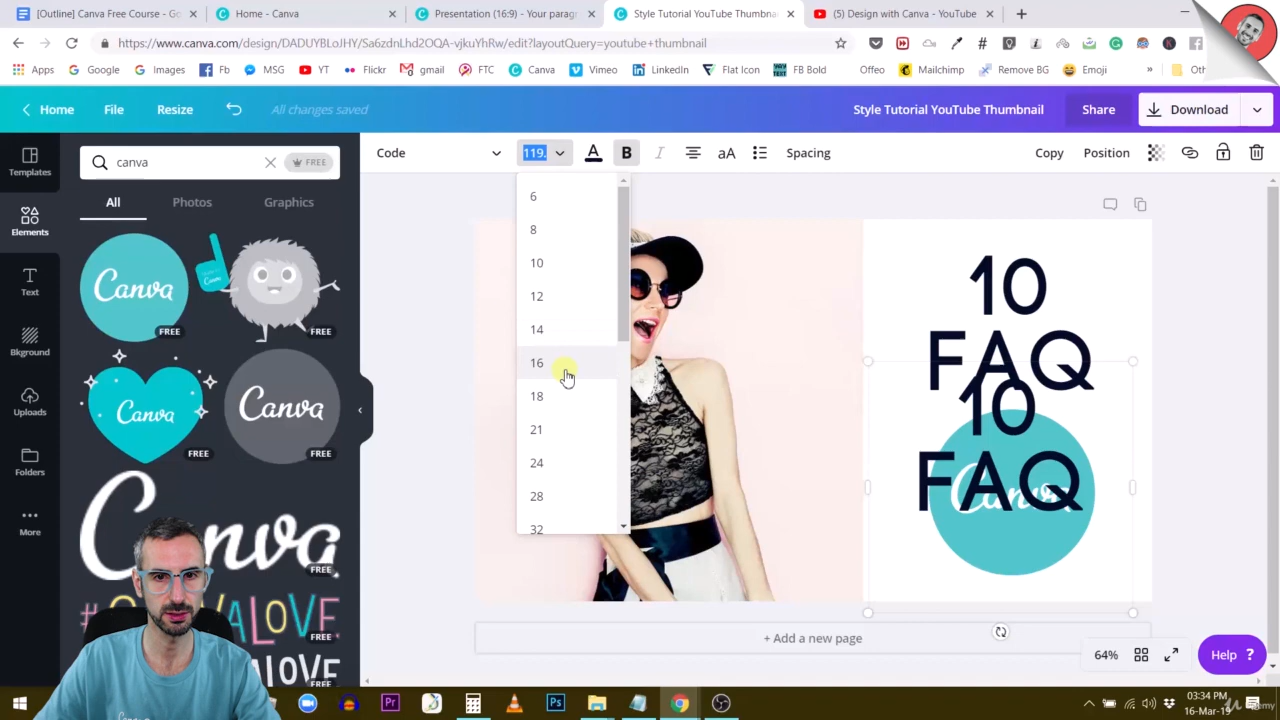 [Outline] Canva Free Course - Go
Home - Canva
Presentation (16:9) - Your paragr
Style Tutorial YouTube Thumbnail
(5) Design with Canva - YouTube
https://www.canva.com/design/DADUYBLoJHY/Sa6rdnLhd2OQA-vjkuYhRw/edit?layoutQuery=youtube+thumbnail
Apps
Google
Images
Fb
MSG
YT
Flickr
gmail
FTC
Canva
Vimeo
LinkedIn
Flat Icon
FB Bold
Offeo
Mailchimp
Remove BG
Emoji
»
Home
File
Resize
All changes saved
Style Tutorial YouTube Thumbnail
Share
Download
Code
119.
A
B
I
aA
Spacing
Copy
Position
Templates
Elements
Text
Bkground
Uploads
Folders
More
canva
FREE
All
Photos
Graphics
Canva
FREE
FREE
Canva
FREE
Canva
FREE
Canva
FREE
FREE
FREE
6
8
10
12
14
16
18
21
24
28
32
10
FAQ
10
FAQ
Canva
+ Add a new page
64%
Help ?
03:34 PM
16-Mar-19